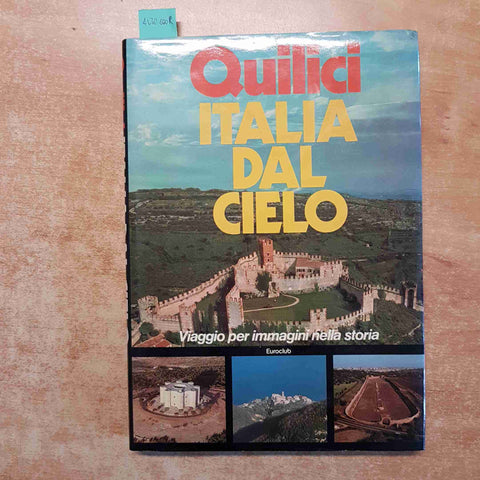 Quilici
ITALIA
DAL
CIELO
Viaggio per immagini nella storia
Euroclub